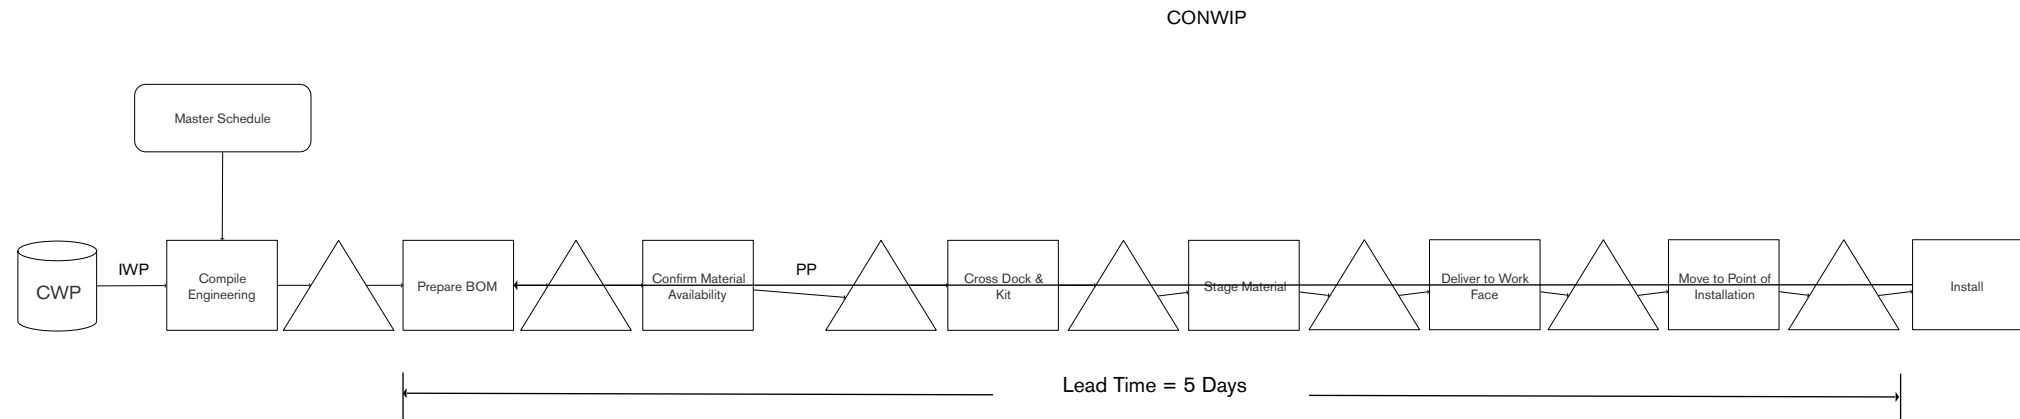 CONWIP
Master Schedule
CWP
IWP
Compile
Engineering
Prepare BOM
Confirm Material
Availability
PP
Cross Dock &
Kit
Stage Material
Deliver to Work
Face
Move to Point of
Installation
Install
Lead Time = 5 Days